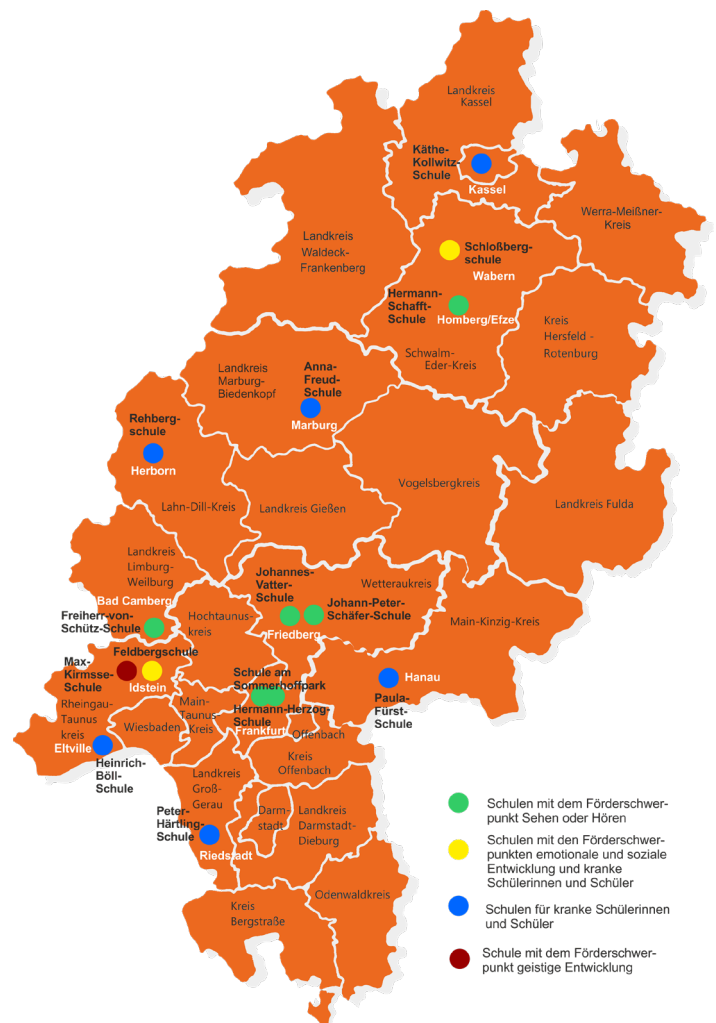 Landkreis
Kassel
Käthe-
Kollwitz-
Schule
Kassel
Werra-Meißner-
Kreis
Landkreis
Waldeck-
Frankenberg
Schloßberg-
schule
Wabern
Hermann-
Schafft-
Schule
Homberg/Efze
Kreis
Hersfeld -
Rotenburg
Schwalm-
Eder-Kreis
Landkreis
Marburg-
Biedenkopf
Anna-
Freud-
Schule
Marburg
Rehberg-
schule
Herborn
Lahn-Dill-Kreis
Landkreis Gießen
Vogelsbergkreis
Landkreis Fulda
Landkreis
Limburg-
Weilburg
Bad Camberg
Freiherr-von-
Schütz-Schule
Hochtaunus-
kreis
Johannes-
Vatter-
Schule
Wetteraukreis
Johann-Peter-
Schäfer-Schule
Friedberg
Main-Kinzig-Kreis
Feldbergschule
Max-
Kirmsse-
Schule
Idstein
Schule am
Sommerhoffpark
Hermann-Herzog-
Schule
Frankfurt
Hanau
Paula-
Fürst-
Schule
Rheingau-
Taunus
kreis
Eltville
Wiesbaden
Main-
Taunus-
Kreis
Offenbach
Kreis
Offenbach
Heinrich-
Böll-
Schule
Landkreis
Groß-
Gerau
Peter-
Härtling-
Schule
Riedstadt
Darm-
stadt
Landkreis
Darmstadt-
Dieburg
Odenwaldkreis
Kreis
Bergstraße
Schulen mit dem Förderschwer-
punkt Sehen oder Hören
Schulen mit den Förderschwer-
punkten emotionale und soziale
Entwicklung und kranke
Schülerinnen und Schüler
Schulen für kranke Schülerinnen
und Schüler
Schule mit dem Förderschwer-
punkt geistige Entwicklung